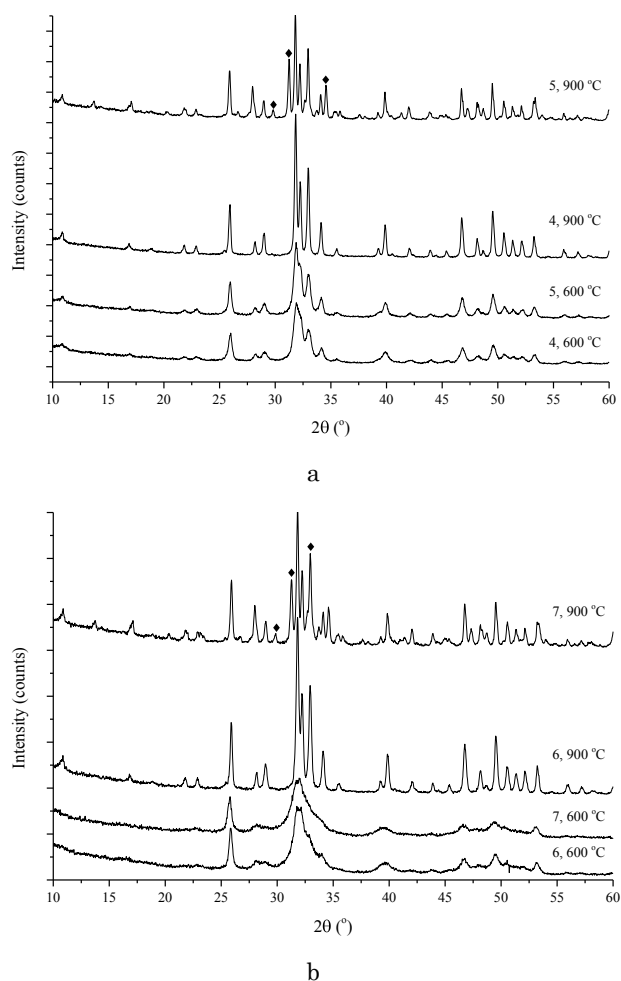 Intensity (counts)
5, 900 °C
4, 900 °C
5, 600 °C
4, 600 °C
10 15 20 25 30 35 40 45 50 55 60
2θ (°)
a
Intensity (counts)
7, 900 °C
6, 900 °C
7, 600 °C
6, 600 °C
10 15 20 25 30 35 40 45 50 55 60
2θ (°)
b